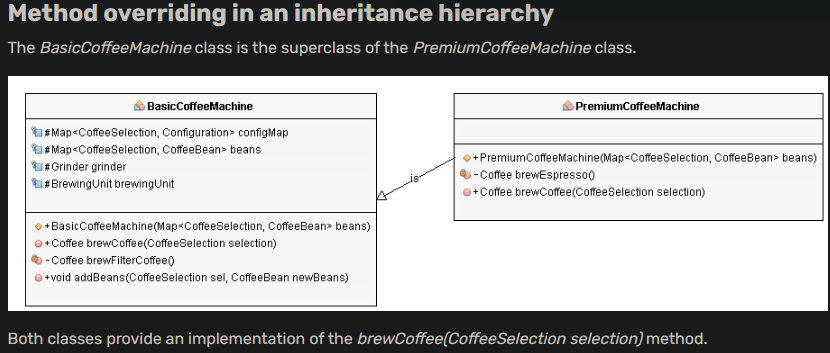 Method overriding in an inheritance hierarchy
The BasicCoffeeMachine class is the superclass of the PremiumCoffeeMachine class.
BasicCoffeeMachine
#Map<CoffeeSelection, Configuration> configMap
#Map<CoffeeSelection, CoffeeBean> beans
#Grinder grinder
#BrewingUnit brewingUnit
+BasicCoffeeMachine(Map<CoffeeSelection, CoffeeBean> beans)
+Coffee brewCoffee(CoffeeSelection selection)
-Coffee brewFilterCoffee()
+void addBeans(CoffeeSelection sel, CoffeeBean newBeans)
is
PremiumCoffeeMachine
+PremiumCoffeeMachine(Map<CoffeeSelection, CoffeeBean> beans)
-Coffee brewEspresso()
+Coffee brewCoffee(CoffeeSelection selection)
Both classes provide an implementation of the brewCoffee(CoffeeSelection selection) method.